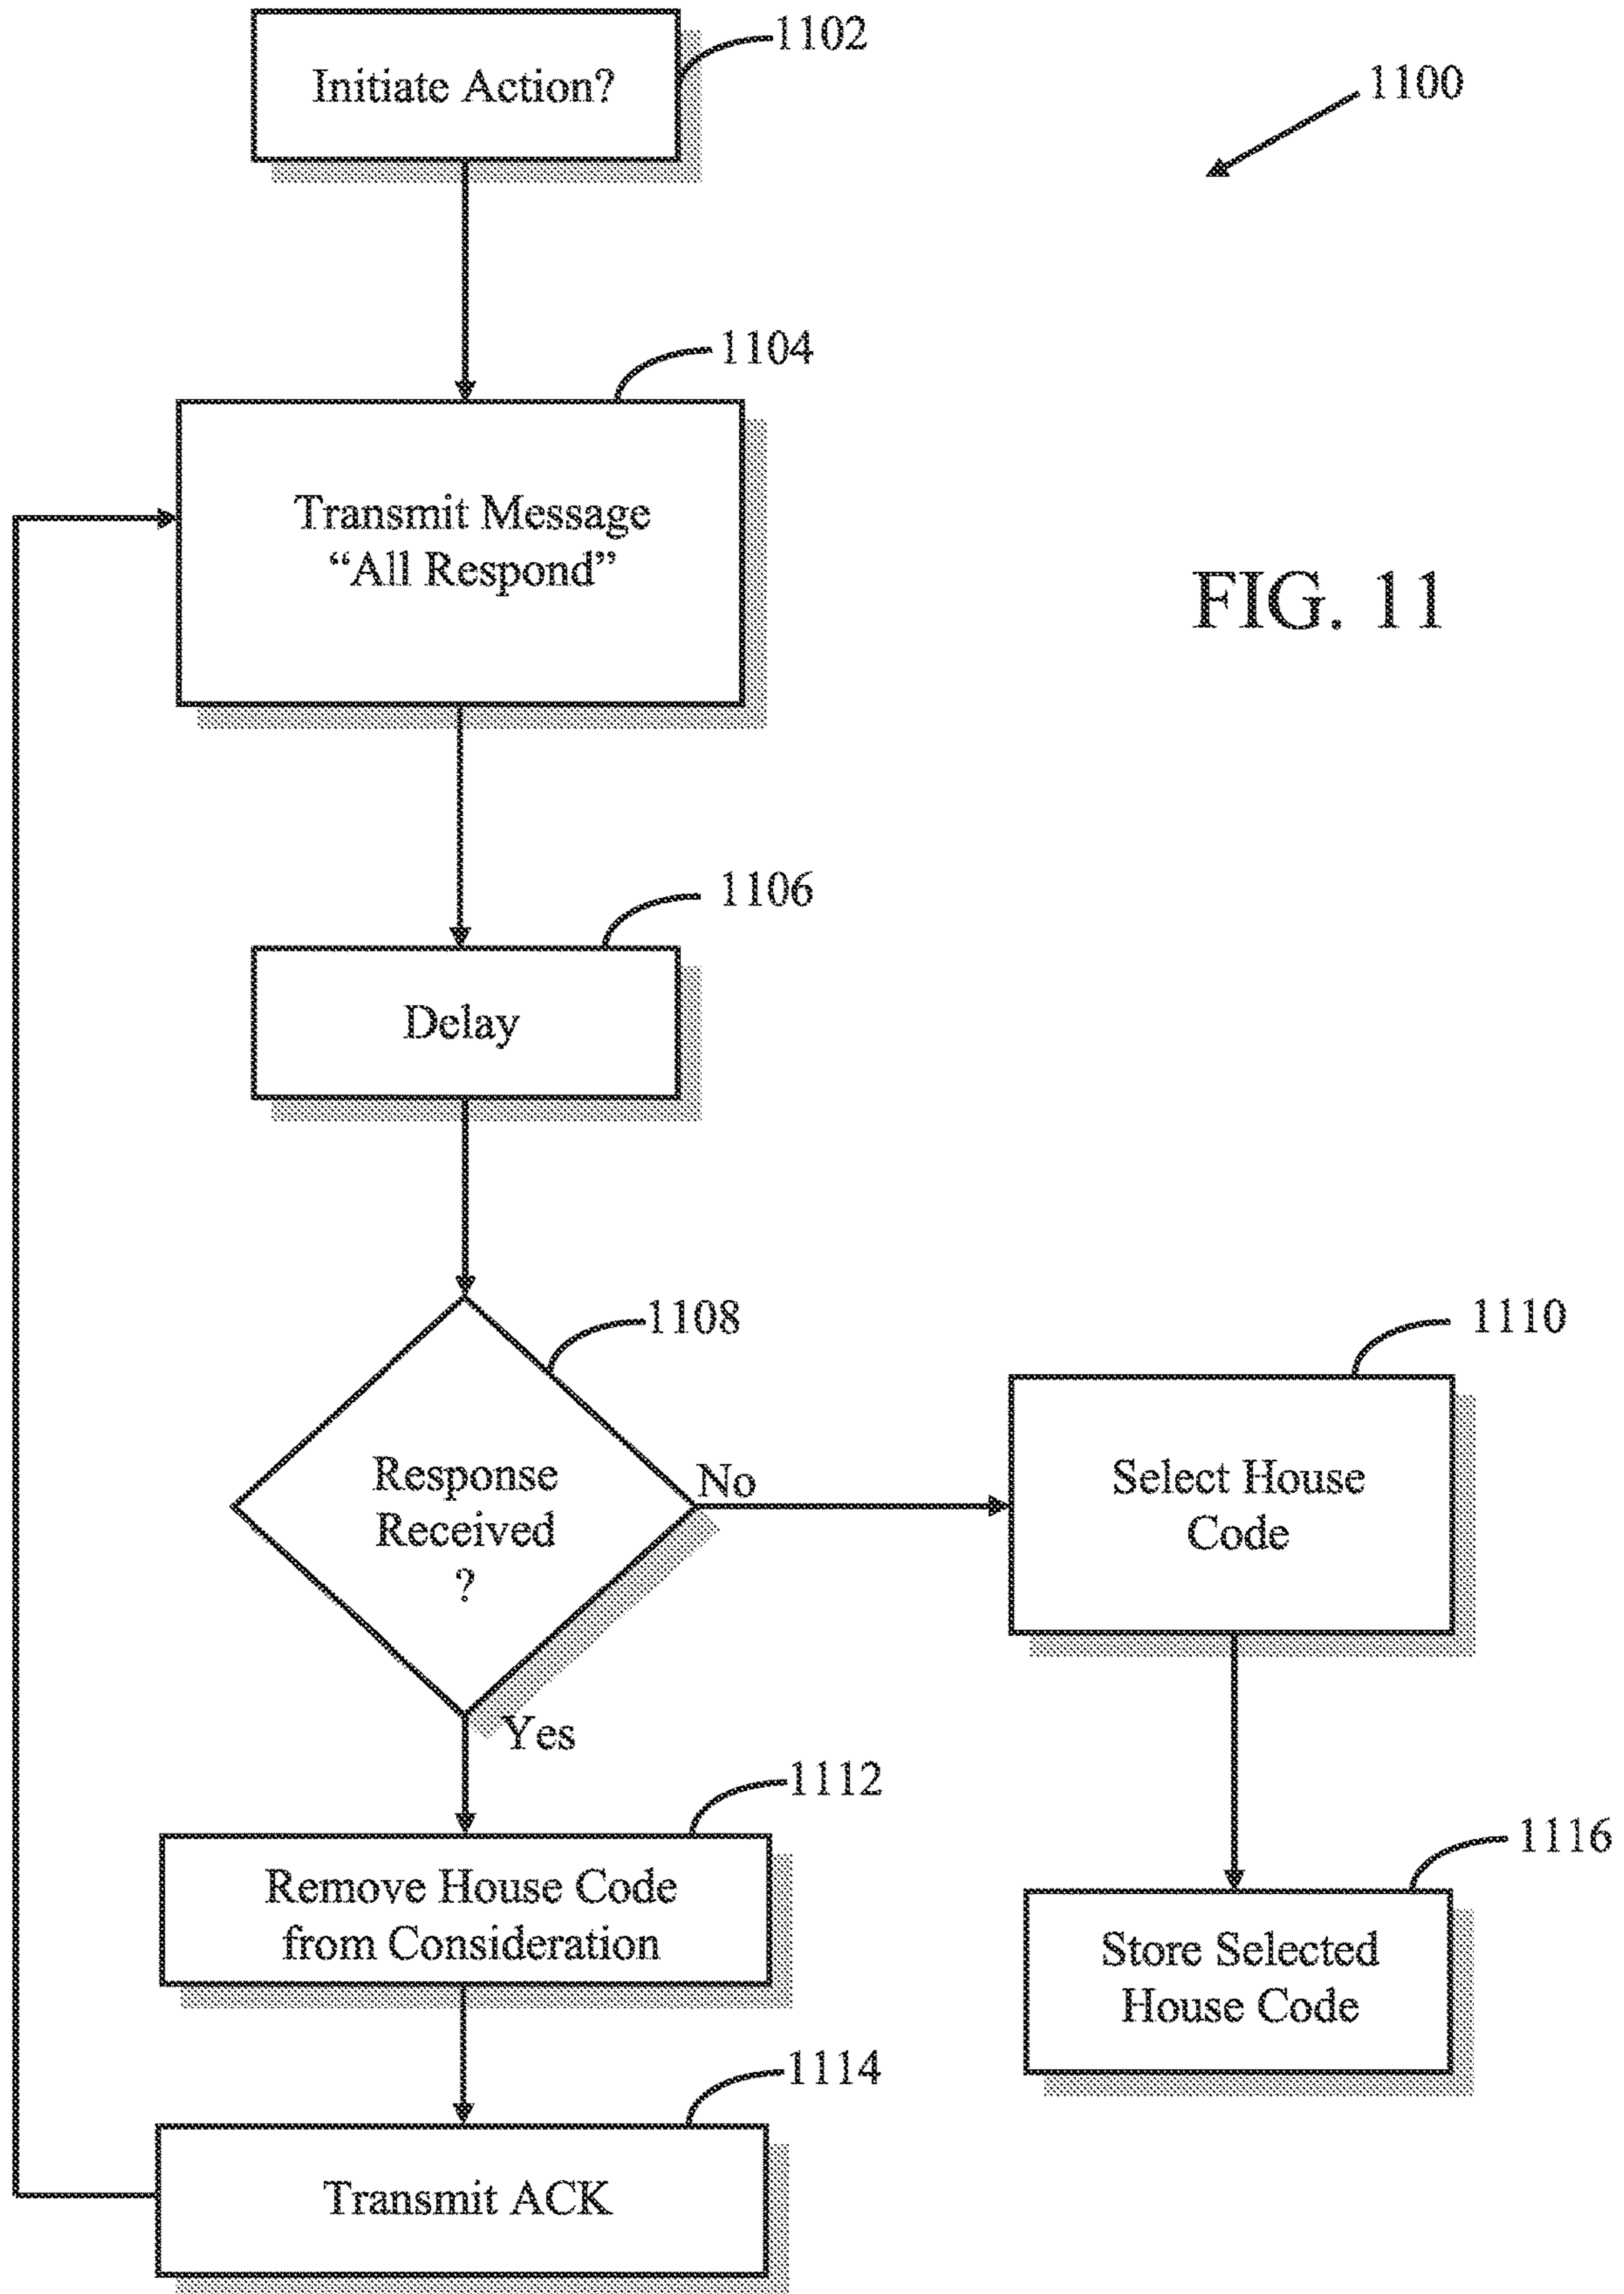 1102
Initiate Action?
1100
1104
Transmit Message
“All Respond”
FIG. 11
1106
Delay
1108
Response
Received
?
No
Yes
1110
Select House
Code
1112
Remove House Code
from Consideration
1116
Store Selected
House Code
1114
Transmit ACK